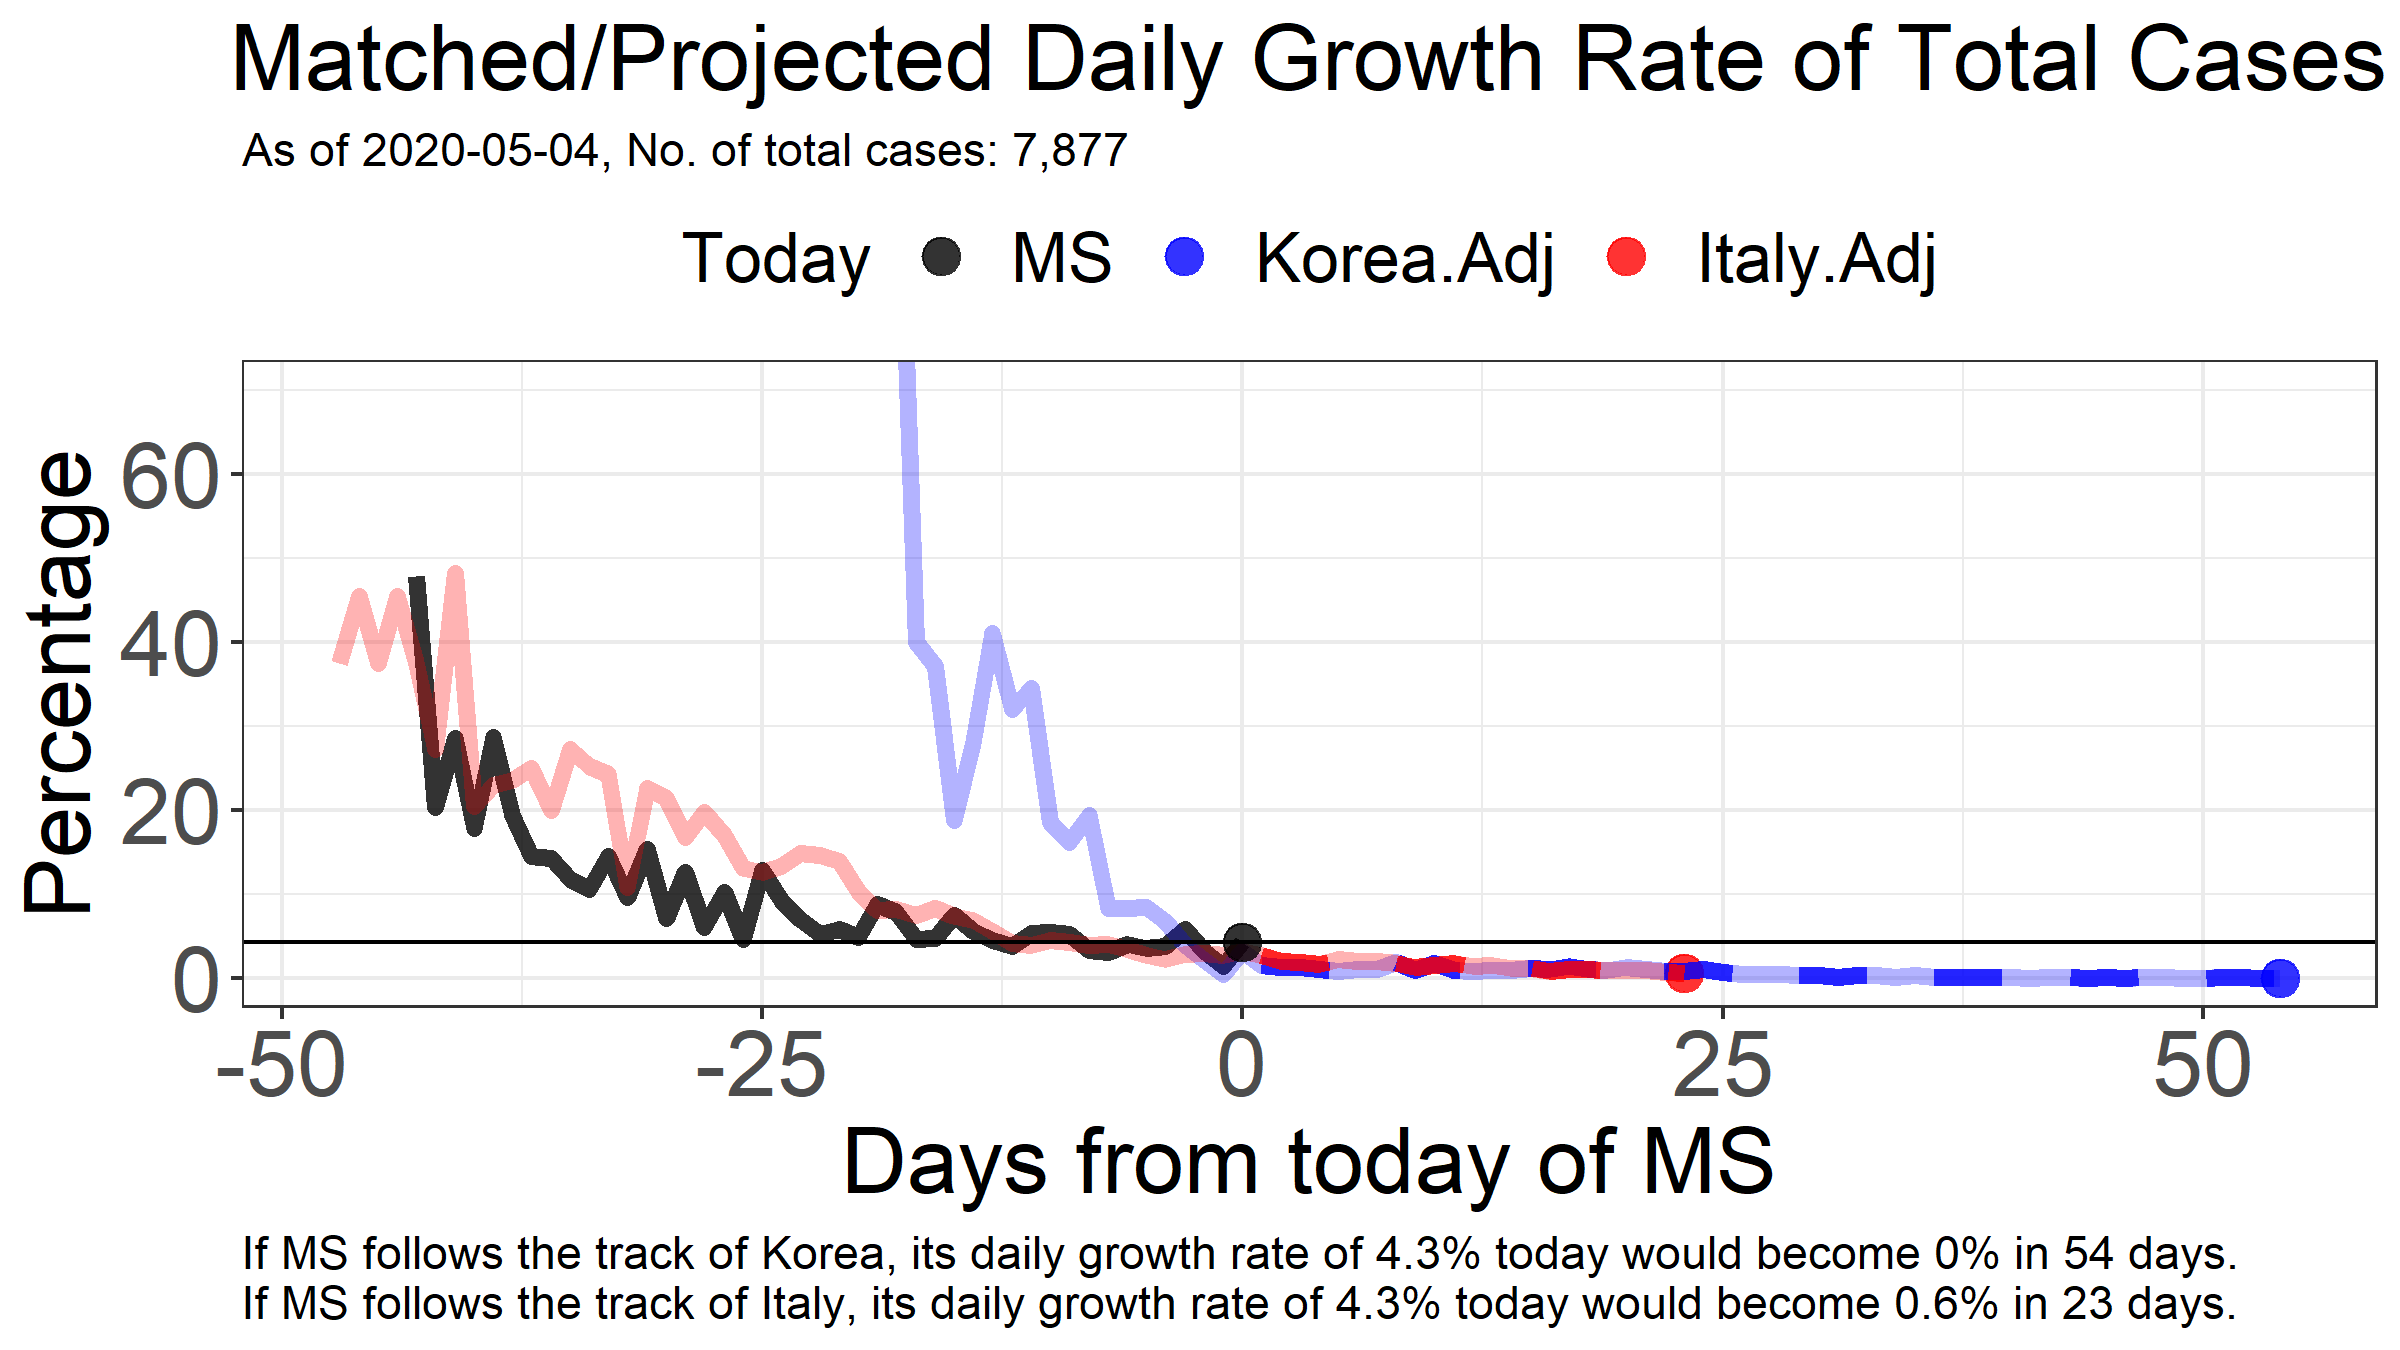 Matched/Projected Daily Growth Rate of Total Cases
As of 2020-05-04, No. of total cases: 7,877
Today MS Korea.Adj Italy.Adj
Percentage
60
40
20
0
-50 -25 0 25 50
Days from today of MS
If MS follows the track of Korea, its daily growth rate of 4.3% today would become 0% in 54 days.
If MS follows the track of Italy, its daily growth rate of 4.3% today would become 0.6% in 23 days.